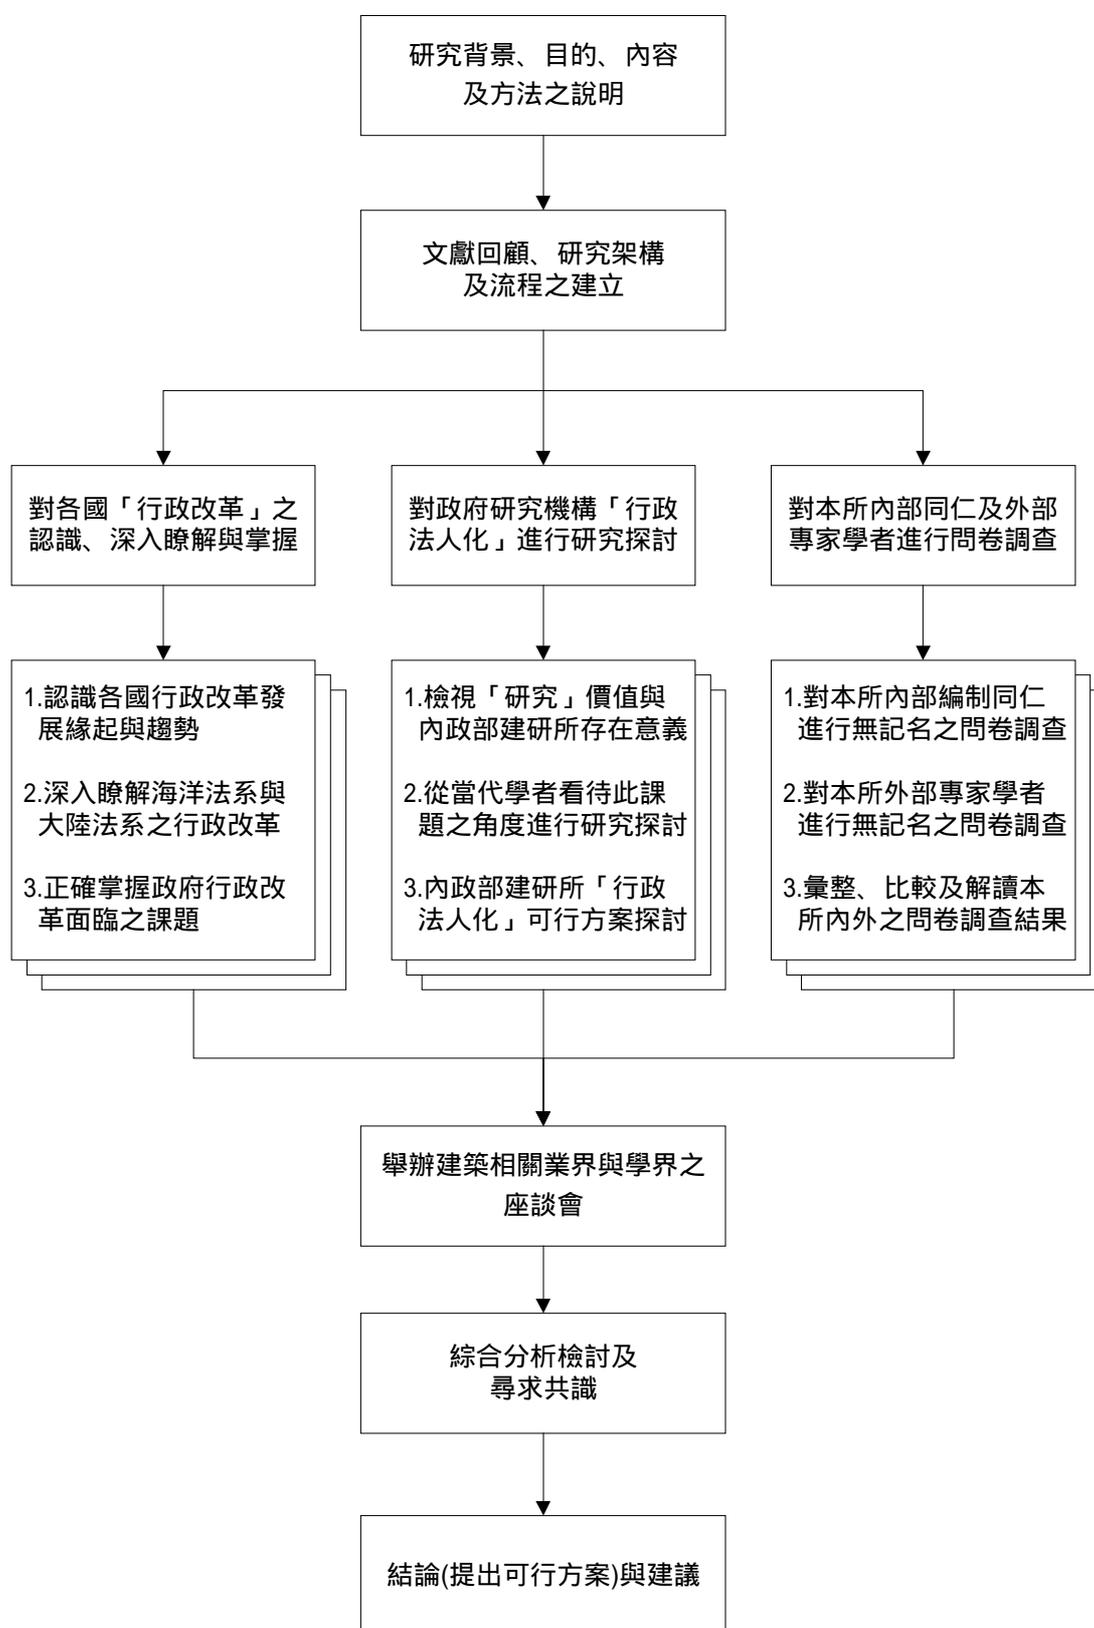 研究背景、目的、內容
及方法之說明
文獻回顧、研究架構
及流程之建立
對各國「行政改革」之
認識、深入瞭解與掌握
對政府研究機構「行政
法人化」進行研究探討
對本所內部同仁及外部
專家學者進行問卷調查
1.認識各國行政改革發
展緣起與趨勢
2.深入瞭解海洋法系與
大陸法系之行政改革
3.正確掌握政府行政改
革面臨之課題
1.檢視「研究」價值與
內政部建研所存在意義
2.從當代學者看待此課
題之角度進行研究探討
3.內政部建研所「行政
法人化」可行方案探討
1.對本所內部編制同仁
進行無記名之問卷調查
2.對本所外部專家學者
進行無記名之問卷調查
3.彙整、比較及解讀本
所內外之問卷調查結果
舉辦建築相關業界與學界之
座談會
綜合分析檢討及
尋求共識
結論(提出可行方案)與建議